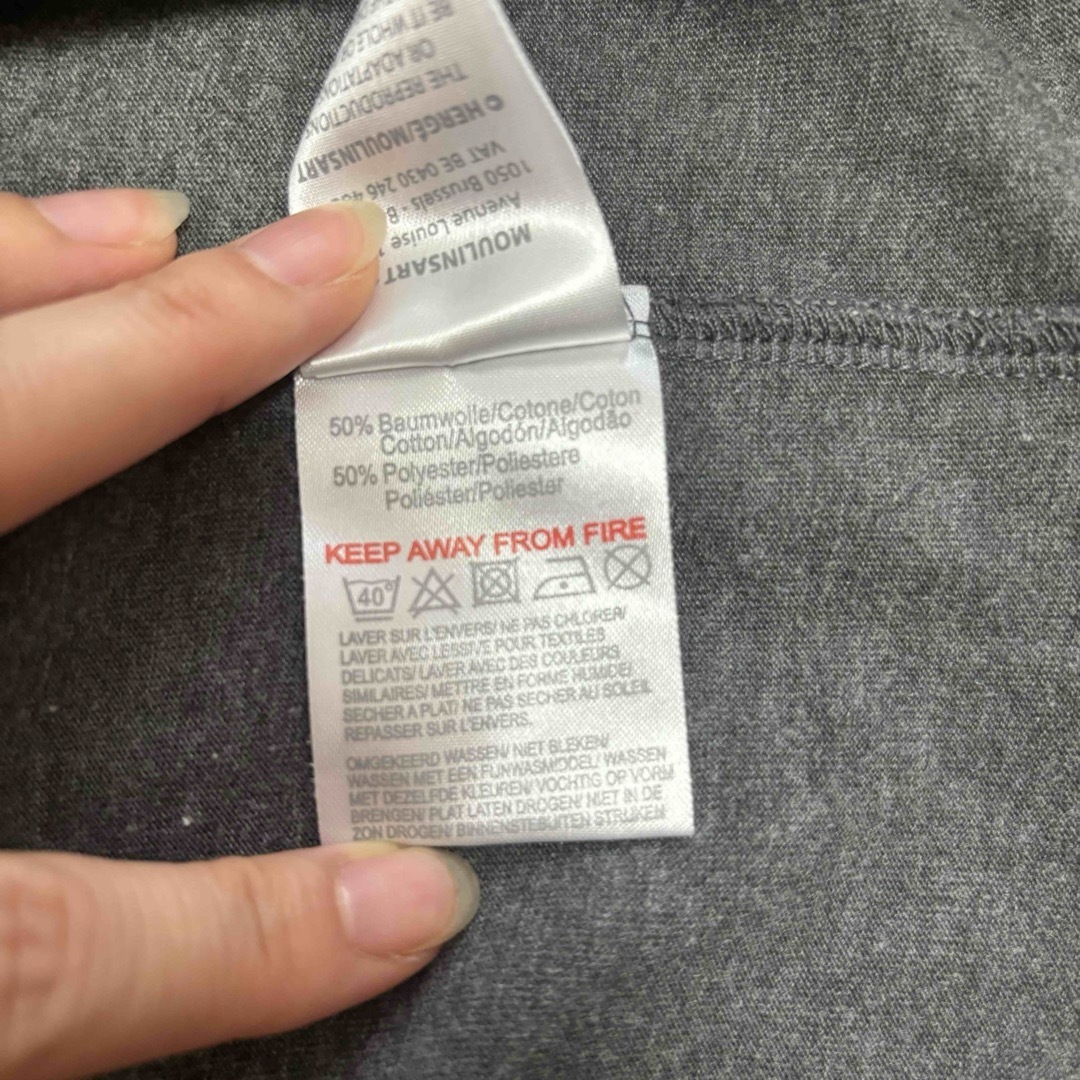 MOULINSART
Avenue Louise
1050 Brussels - B
VAT BE 0430 246
© HERGÉ/MOULINSART
THE REPRODUCTION
OR ADAPTATION
BE IT WHOLE
50% Baumwolle/Cotone/Coton
Cotton/Algodón/Algodão
50% Polyester/Poliestere
Poliéster/Poliester
KEEP AWAY FROM FIRE
40°
LAVER SUR L'ENVERS/ NE PAS CHLORER/
LAVER AVEC LESSIVE POUR TEXTILES
DELICATS/ LAVER AVEC DES COULEURS
SIMILAIRES/ METTRE EN FORME HUMIDE/
SECHER A PLAT/ NE PAS SECHER AU SOLEIL
REPASSER SUR L'ENVERS.
OMGEKEERD WASSEN/ NIET BLEKEN/
WASSEN MET EEN FIJNWASMIDDEL/ WASSEN
MET DEZELFDE KLEUREN/ VOCHTIG OP VORM
BRENGEN/ PLAT LATEN DROGEN/ NIET IN DE
ZON DROGEN/ BINNENSTEBUITEN STRIJKEN